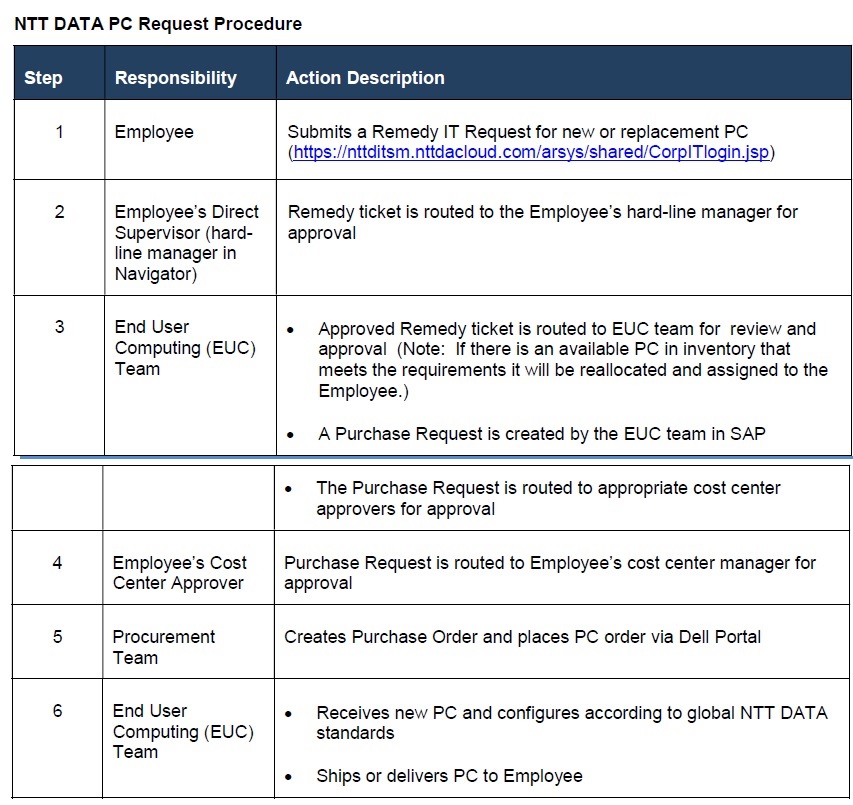 NTT DATA PC Request Procedure
Step Responsibility Action Description
1 Employee Submits a Remedy IT Request for new or replacement PC
(https://nttditsm.nttdacloud.com/arsys/shared/CorpITlogin.jsp)
2 Employee's Direct Remedy ticket is routed to the Employee's hard-line manager for
Supervisor (hard- approval
line manager in
Navigator)
3 End User • Approved Remedy ticket is routed to EUC team for review and
Computing (EUC) approval (Note: If there is an available PC in inventory that
Team meets the requirements it will be reallocated and assigned to the
Employee.)
• A Purchase Request is created by the EUC team in SAP
• The Purchase Request is routed to appropriate cost center
approvers for approval
4 Employee's Cost Purchase Request is routed to Employee's cost center manager for
Center Approver approval
5 Procurement Creates Purchase Order and places PC order via Dell Portal
Team
6 End User • Receives new PC and configures according to global NTT DATA
Computing (EUC) standards
Team
• Ships or delivers PC to Employee